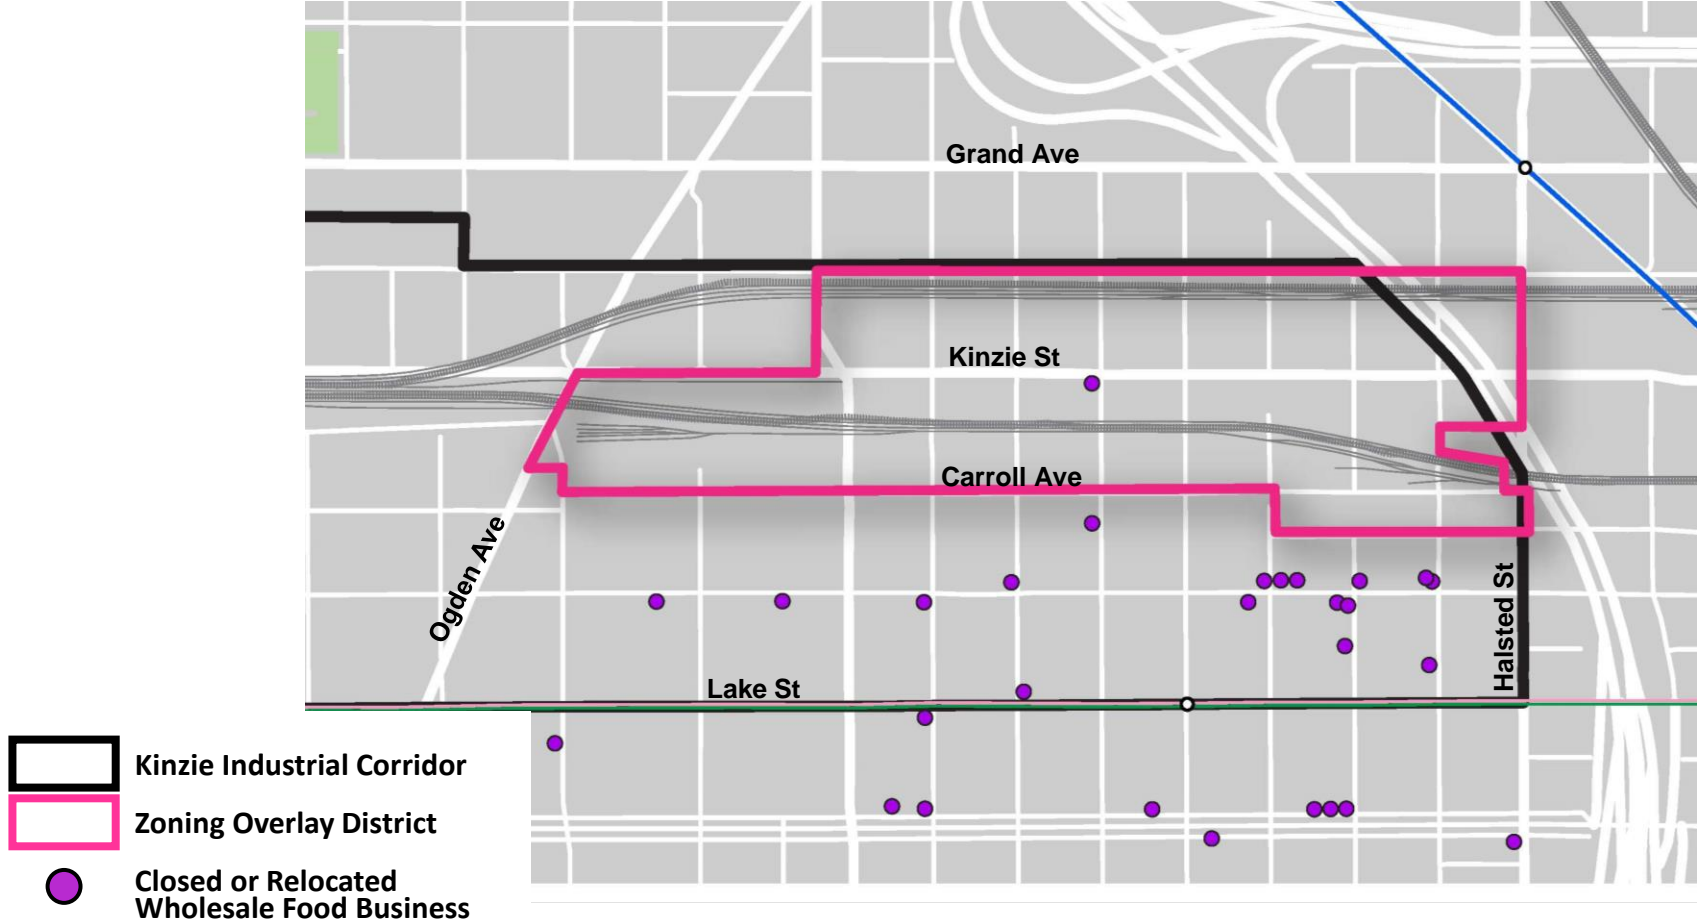 Grand Ave
Kinzie St
Carroll Ave
Ogden Ave
Halsted St
Lake St
Kinzie Industrial Corridor
Zoning Overlay District
Closed or Relocated
Wholesale Food Business